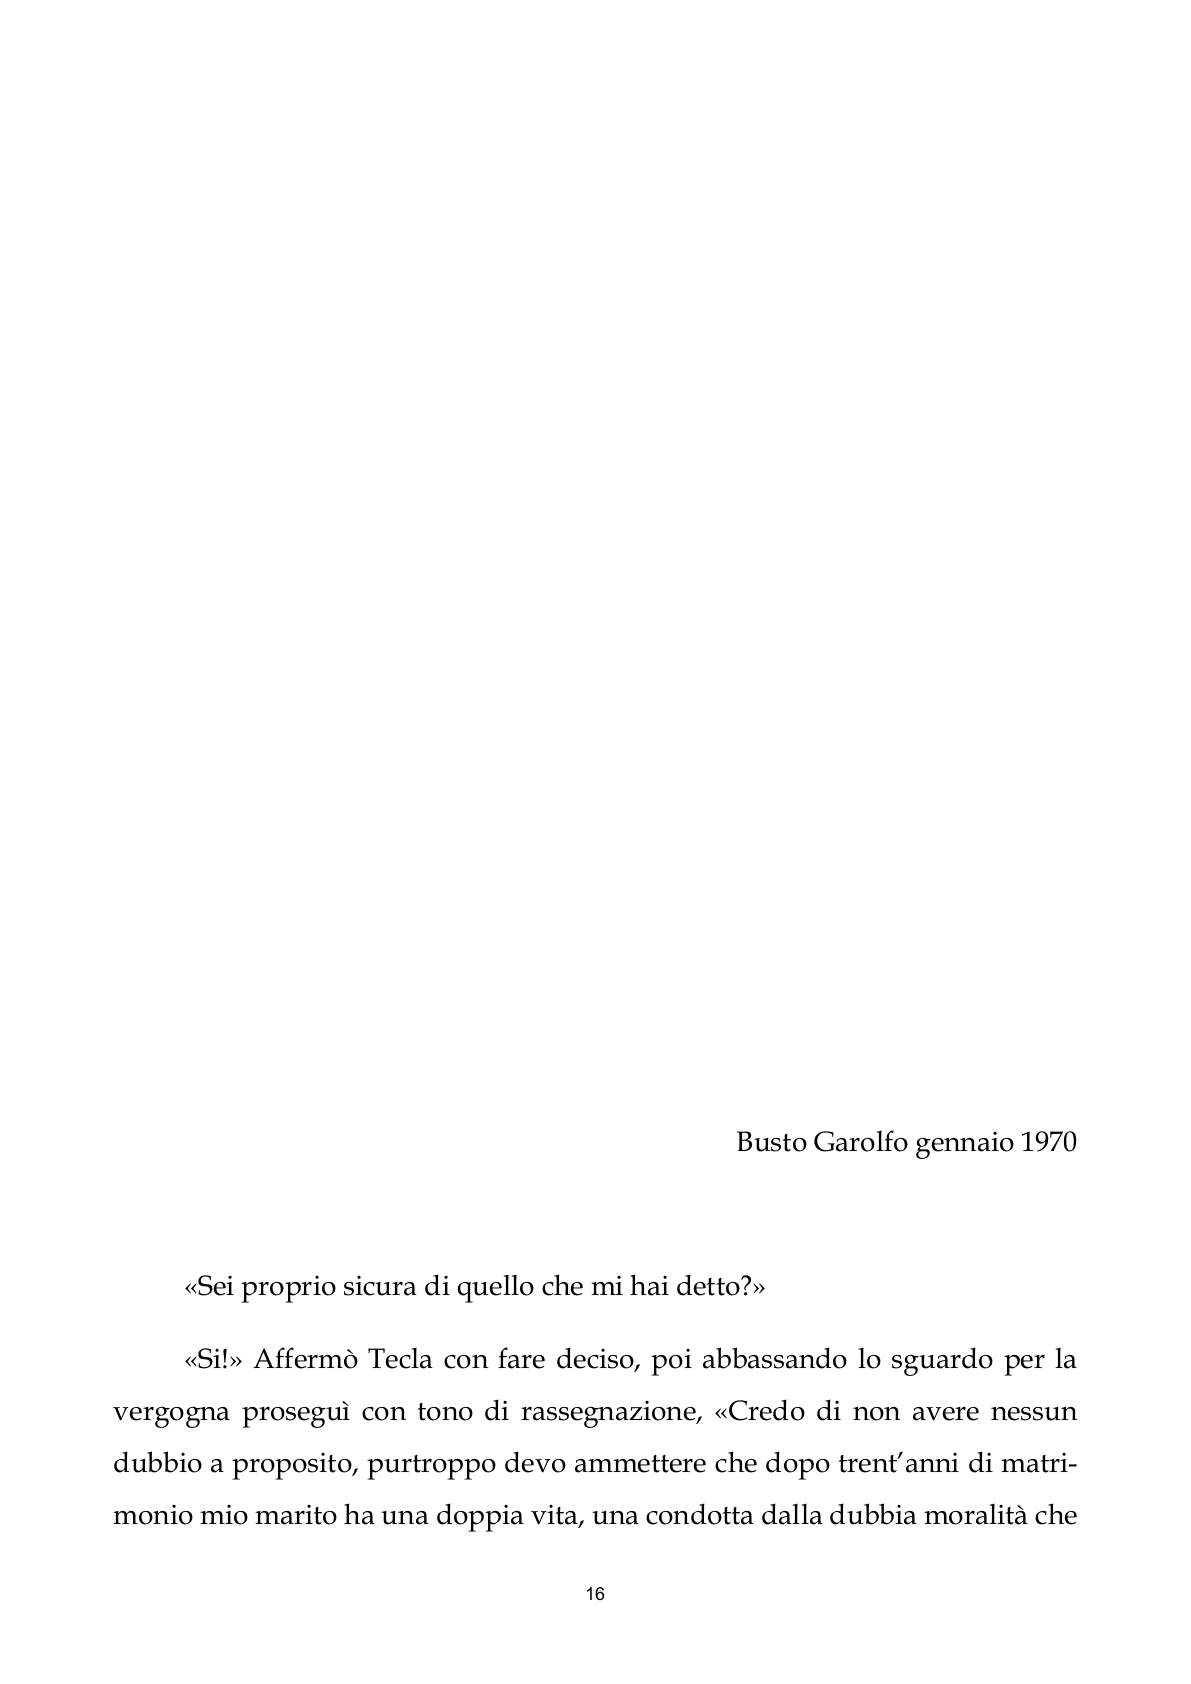 Busto Garolfo gennaio 1970
«Sei proprio sicura di quello che mi hai detto?»
«Si!» Affermò Tecla con fare deciso, poi abbassando lo sguardo per la
vergogna proseguì con tono di rassegnazione, «Credo di non avere nessun
dubbio a proposito, purtroppo devo ammettere che dopo trent’anni di matri-
monio mio marito ha una doppia vita, una condotta dalla dubbia moralità che
16